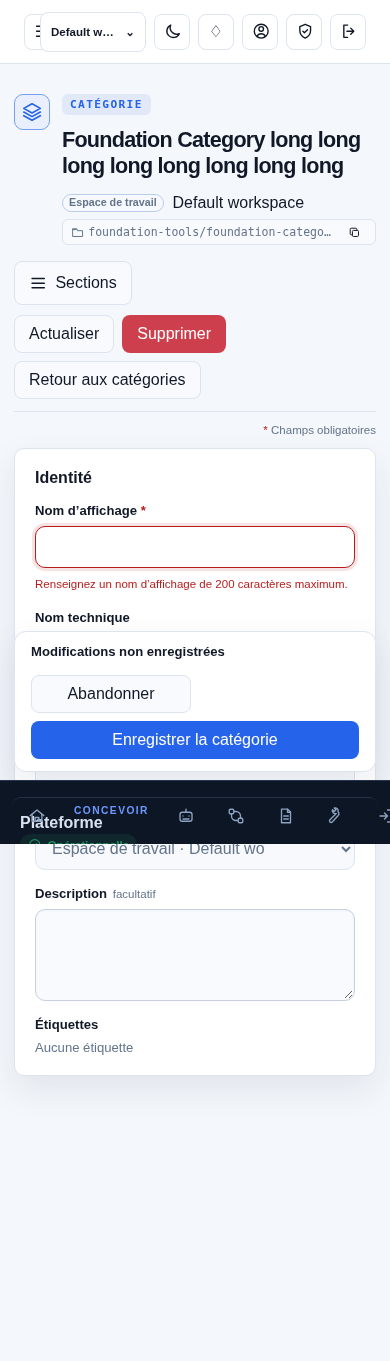 Default w…
CATÉGORIE
Foundation Category long long
long long long long long long
Espace de travail Default workspace
foundation-tools/foundation-catego…
Sections
Actualiser Supprimer
Retour aux catégories
* Champs obligatoires
Identité
Nom d’affichage *
Renseignez un nom d’affichage de 200 caractères maximum.
Nom technique
Modifications non enregistrées
Abandonner
Enregistrer la catégorie
CONCEVOIR
Plateforme
Opérationnelle
Espace de travail · Default wo
Description facultatif
Étiquettes
Aucune étiquette